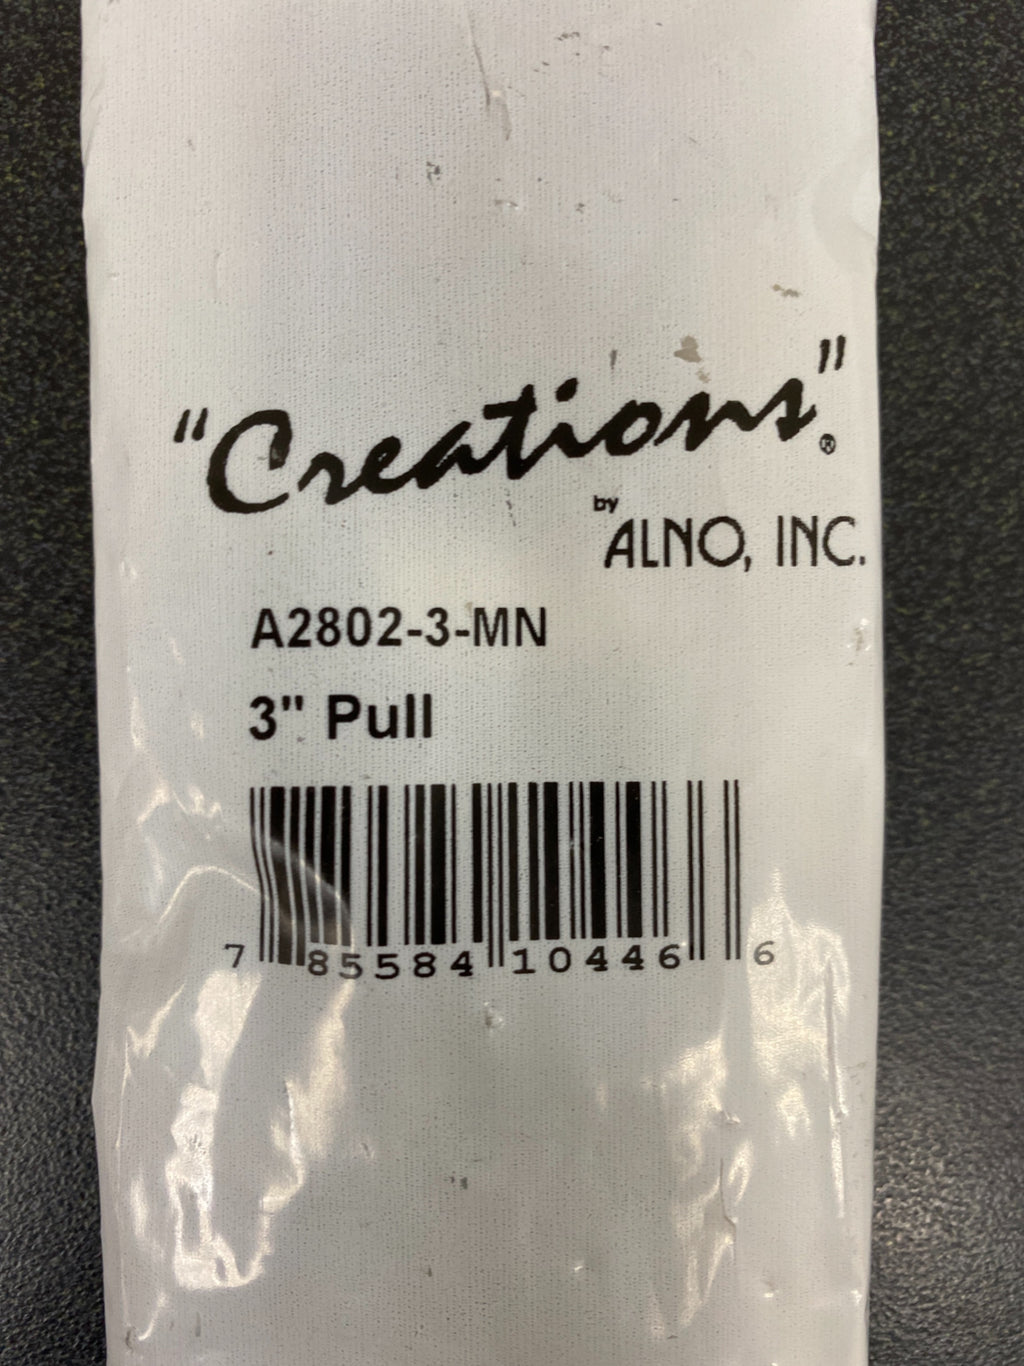 "Creations"®
by
ALNO, INC.
A2802-3-MN
3" Pull
7 85584 10446 6